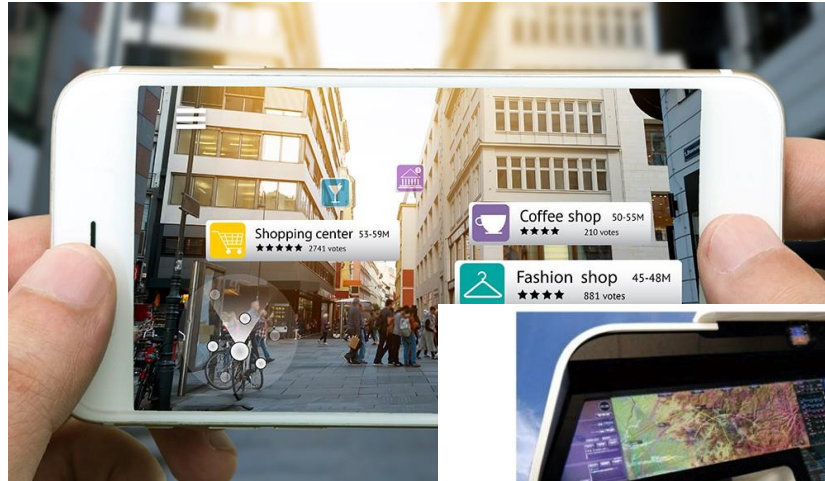 Shopping center 53-59M
2741 votes
Coffee shop 50-55M
210 votes
Fashion shop 45-48M
881 votes